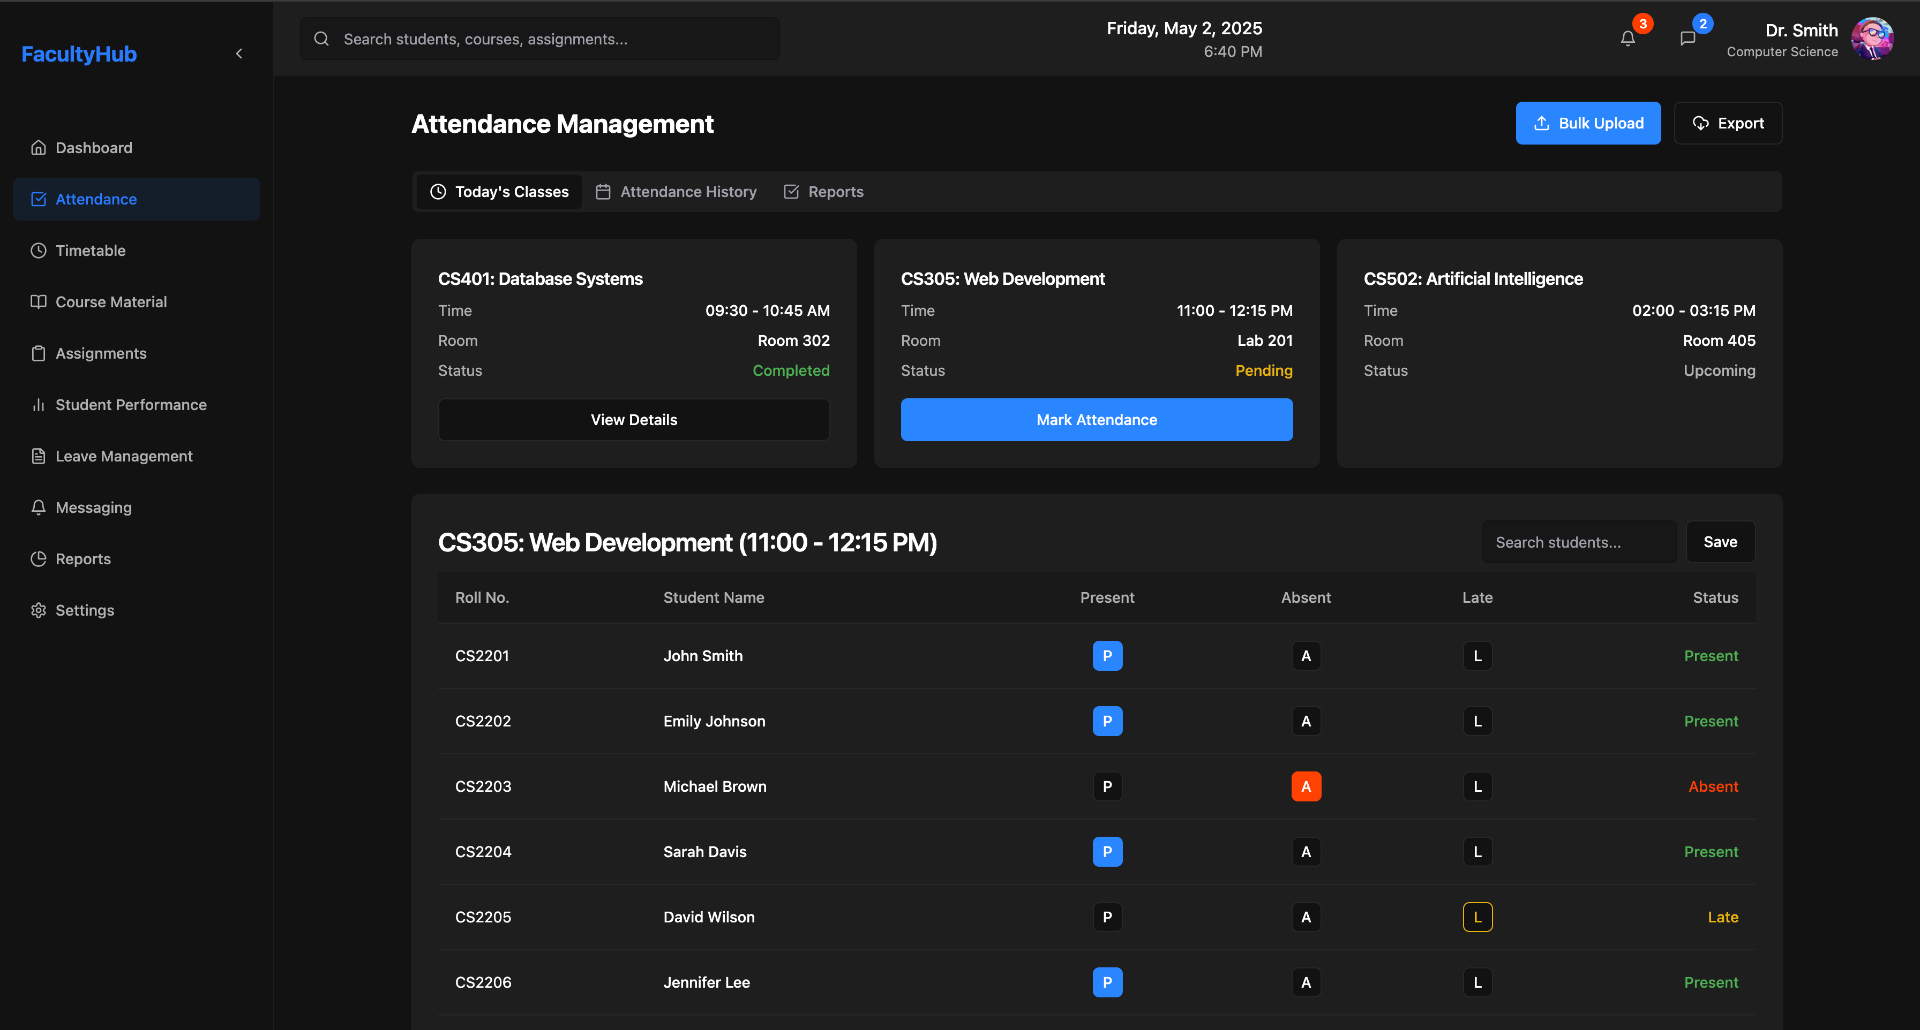 FacultyHub
Search students, courses, assignments...
Friday, May 2, 2025
6:40 PM
3
2
Dr. Smith
Computer Science
Dashboard
Attendance
Timetable
Course Material
Assignments
Student Performance
Leave Management
Messaging
Reports
Settings
Attendance Management
Bulk Upload
Export
Today's Classes
Attendance History
Reports
CS401: Database Systems
Time 09:30 - 10:45 AM
Room Room 302
Status Completed
View Details
CS305: Web Development
Time 11:00 - 12:15 PM
Room Lab 201
Status Pending
Mark Attendance
CS502: Artificial Intelligence
Time 02:00 - 03:15 PM
Room Room 405
Status Upcoming
CS305: Web Development (11:00 - 12:15 PM)
Search students...
Save
Roll No. Student Name Present Absent Late Status
CS2201 John Smith P A L Present
CS2202 Emily Johnson P A L Present
CS2203 Michael Brown P A L Absent
CS2204 Sarah Davis P A L Present
CS2205 David Wilson P A L Late
CS2206 Jennifer Lee P A L Present